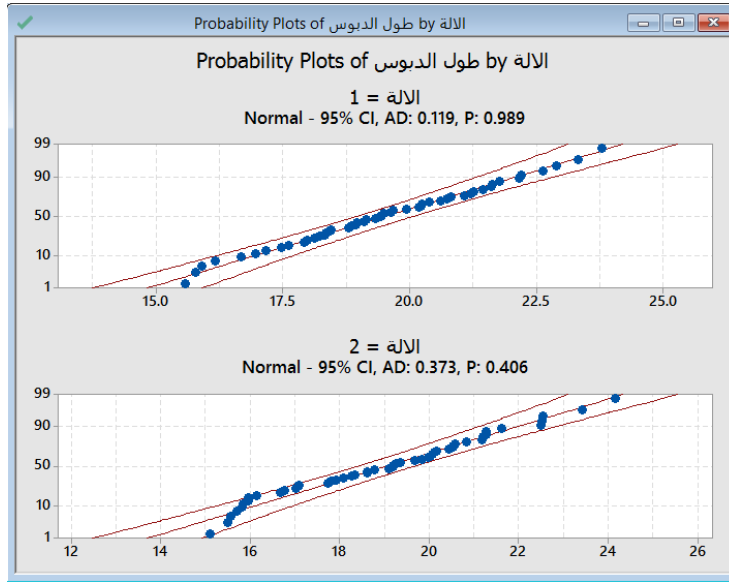 Probability Plots of طول الدبوس by الالة
Probability Plots of طول الدبوس by الالة
الالة = 1
Normal - 95% CI, AD: 0.119, P: 0.989
99
90
50
10
1
15.0 17.5 20.0 22.5 25.0
الالة = 2
Normal - 95% CI, AD: 0.373, P: 0.406
99
90
50
10
1
12 14 16 18 20 22 24 26